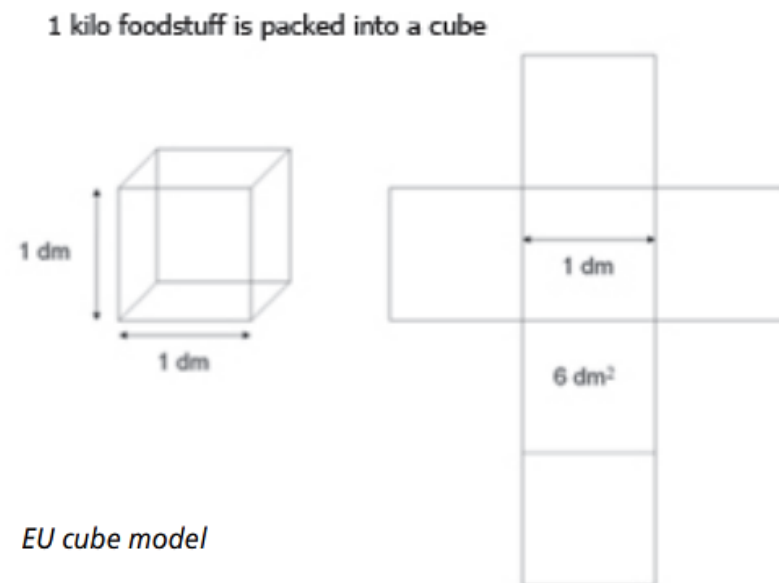 1 kilo foodstuff is packed into a cube
1 dm
1 dm
1 dm
6 dm²
EU cube model